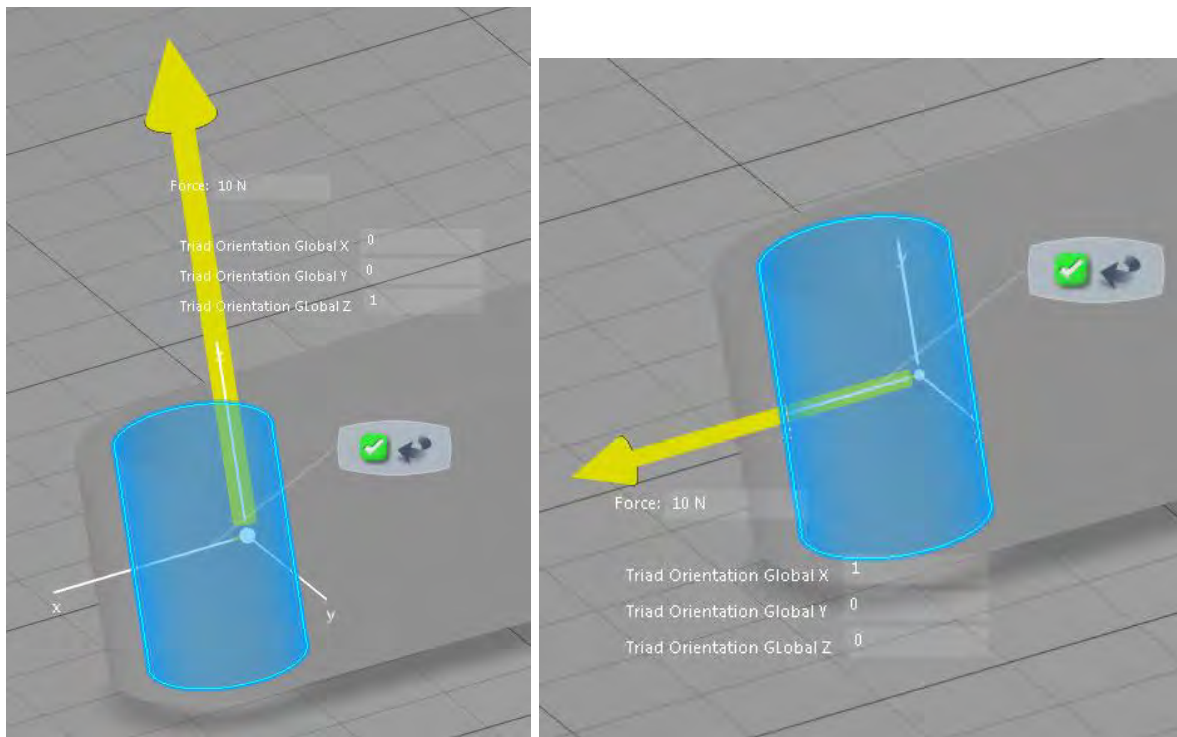 Force: 10 N
Triad Orientation Global X 0
Triad Orientation Global Y 0
Triad Orientation GLobal Z 1
x
y
Force: 10 N
Triad Orientation Global X 1
Triad Orientation Global Y 0
Triad Orientation GLobal Z 0